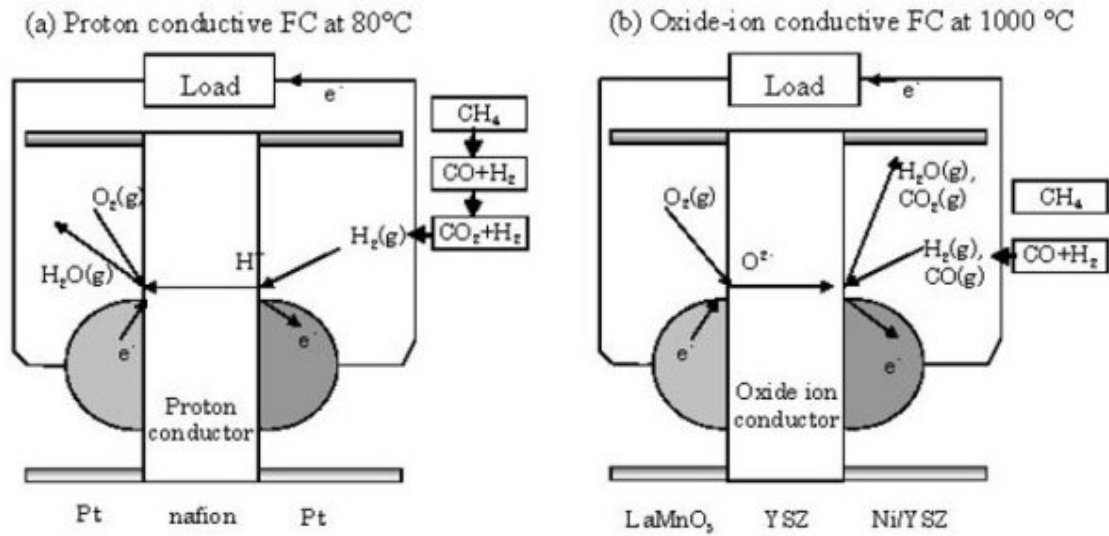 (a) Proton conductive FC at 80°C
Load
e⁻
CH₄
CO+H₂
CO₂+H₂
O₂(g)
H₂O(g)
H⁺
H₂(g)
e⁻
e⁻
Proton
conductor
Pt
nafion
Pt
(b) Oxide-ion conductive FC at 1000 °C
Load
e⁻
O₂(g)
H₂O(g),
CO₂(g)
CH₄
O²⁻
H₂(g),
CO(g)
CO+H₂
e⁻
e⁻
Oxide ion
conductor
LaMnO₃
YSZ
Ni/YSZ